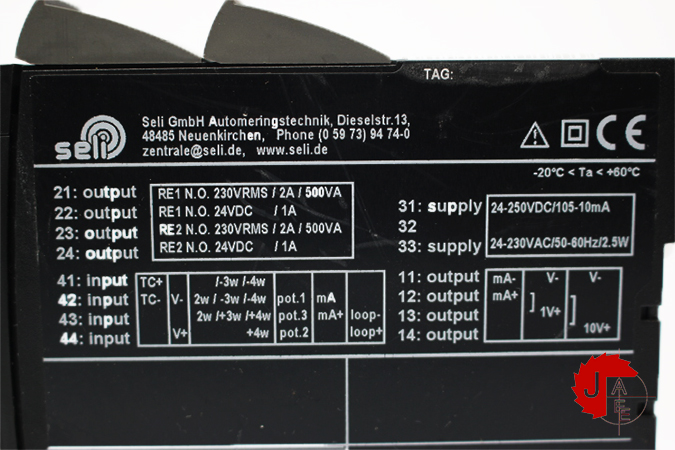 TAG:
seli
Seli GmbH Automeringstechnik, Dieselstr.13,
48485 Neuenkirchen, Phone (0 59 73) 94 74-0
zentrale@seli.de, www.seli.de
CE
-20°C < Ta < +60°C
21: output RE1 N.O. 230VRMS / 2A / 500VA
22: output RE1 N.O. 24VDC / 1A
23: output RE2 N.O. 230VRMS / 2A / 500VA
24: output RE2 N.O. 24VDC / 1A
31: supply 24-250VDC/105-10mA
32
33: supply 24-230VAC/50-60Hz/2.5W
41: input TC+ /-3w /-4w
42: input TC- V- 2w / -3w /-4w pot.1 mA
43: input 2w /+3w /+4w pot.3 mA+ loop-
44: input V+ +4w pot.2 loop+
11: output mA- V- V-
12: output mA+
13: output 1V+
14: output 10V+
J
A